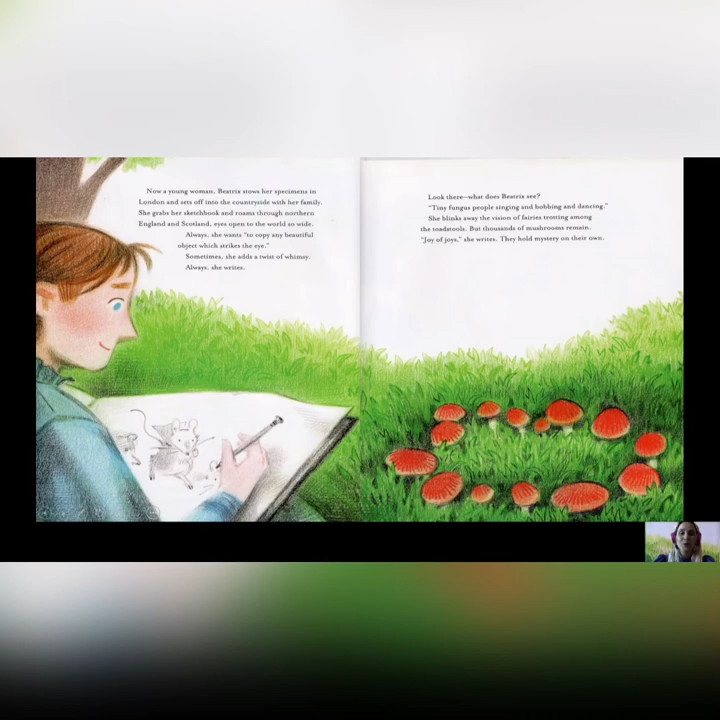 Now a young woman, Beatrix stows her specimens in
London and sets off into the countryside with her family.
She grabs her sketchbook and roams through northern
England and Scotland, eyes open to the world so wide.
Always, she wants "to copy any beautiful
object which strikes the eye."
Sometimes, she adds a twist of whimsy.
Always, she writes.
Look there—what does Beatrix see?
"Tiny fungus people singing and bobbing and dancing."
She blinks away the vision of fairies trotting among
the toadstools. But thousands of mushrooms remain.
"Joy of joys," she writes. They hold mystery on their own.